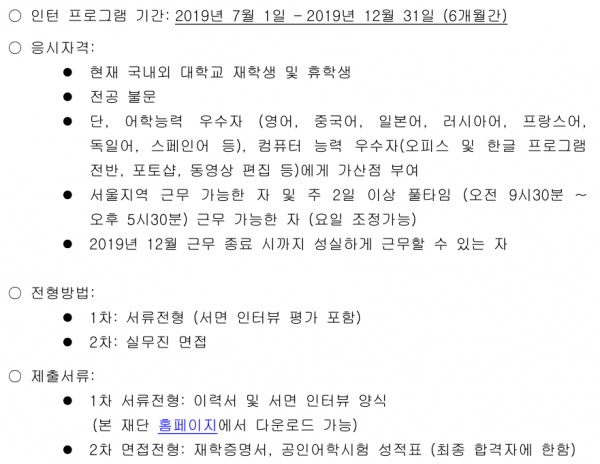 ○ 인턴 프로그램 기간: 2019년 7월 1일 – 2019년 12월 31일 (6개월간)
○ 응시자격:
● 현재 국내외 대학교 재학생 및 휴학생
● 전공 불문
● 단, 어학능력 우수자 (영어, 중국어, 일본어, 러시아어, 프랑스어,
독일어, 스페인어 등), 컴퓨터 능력 우수자(오피스 및 한글 프로그램
전반, 포토샵, 동영상 편집 등)에게 가산점 부여
● 서울지역 근무 가능한 자 및 주 2일 이상 풀타임 (오전 9시30분 ~
오후 5시30분) 근무 가능한 자 (요일 조정가능)
● 2019년 12월 근무 종료 시까지 성실하게 근무할 수 있는 자
○ 전형방법:
● 1차: 서류전형 (서면 인터뷰 평가 포함)
● 2차: 실무진 면접
○ 제출서류:
● 1차 서류전형: 이력서 및 서면 인터뷰 양식
(본 재단 홈페이지에서 다운로드 가능)
● 2차 면접전형: 재학증명서, 공인어학시험 성적표 (최종 합격자에 한함)